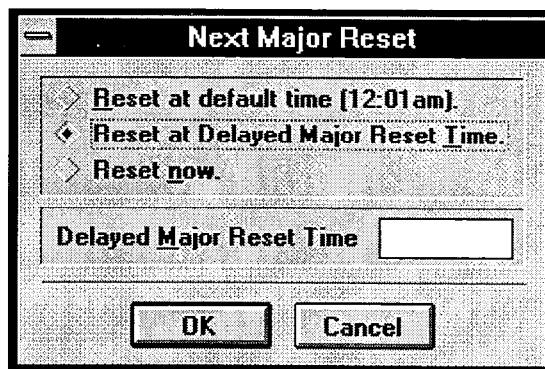 Next Major Reset
Reset at default time (12:01am).
Reset at Delayed Major Reset Time.
Reset now.
Delayed Major Reset Time
OK Cancel